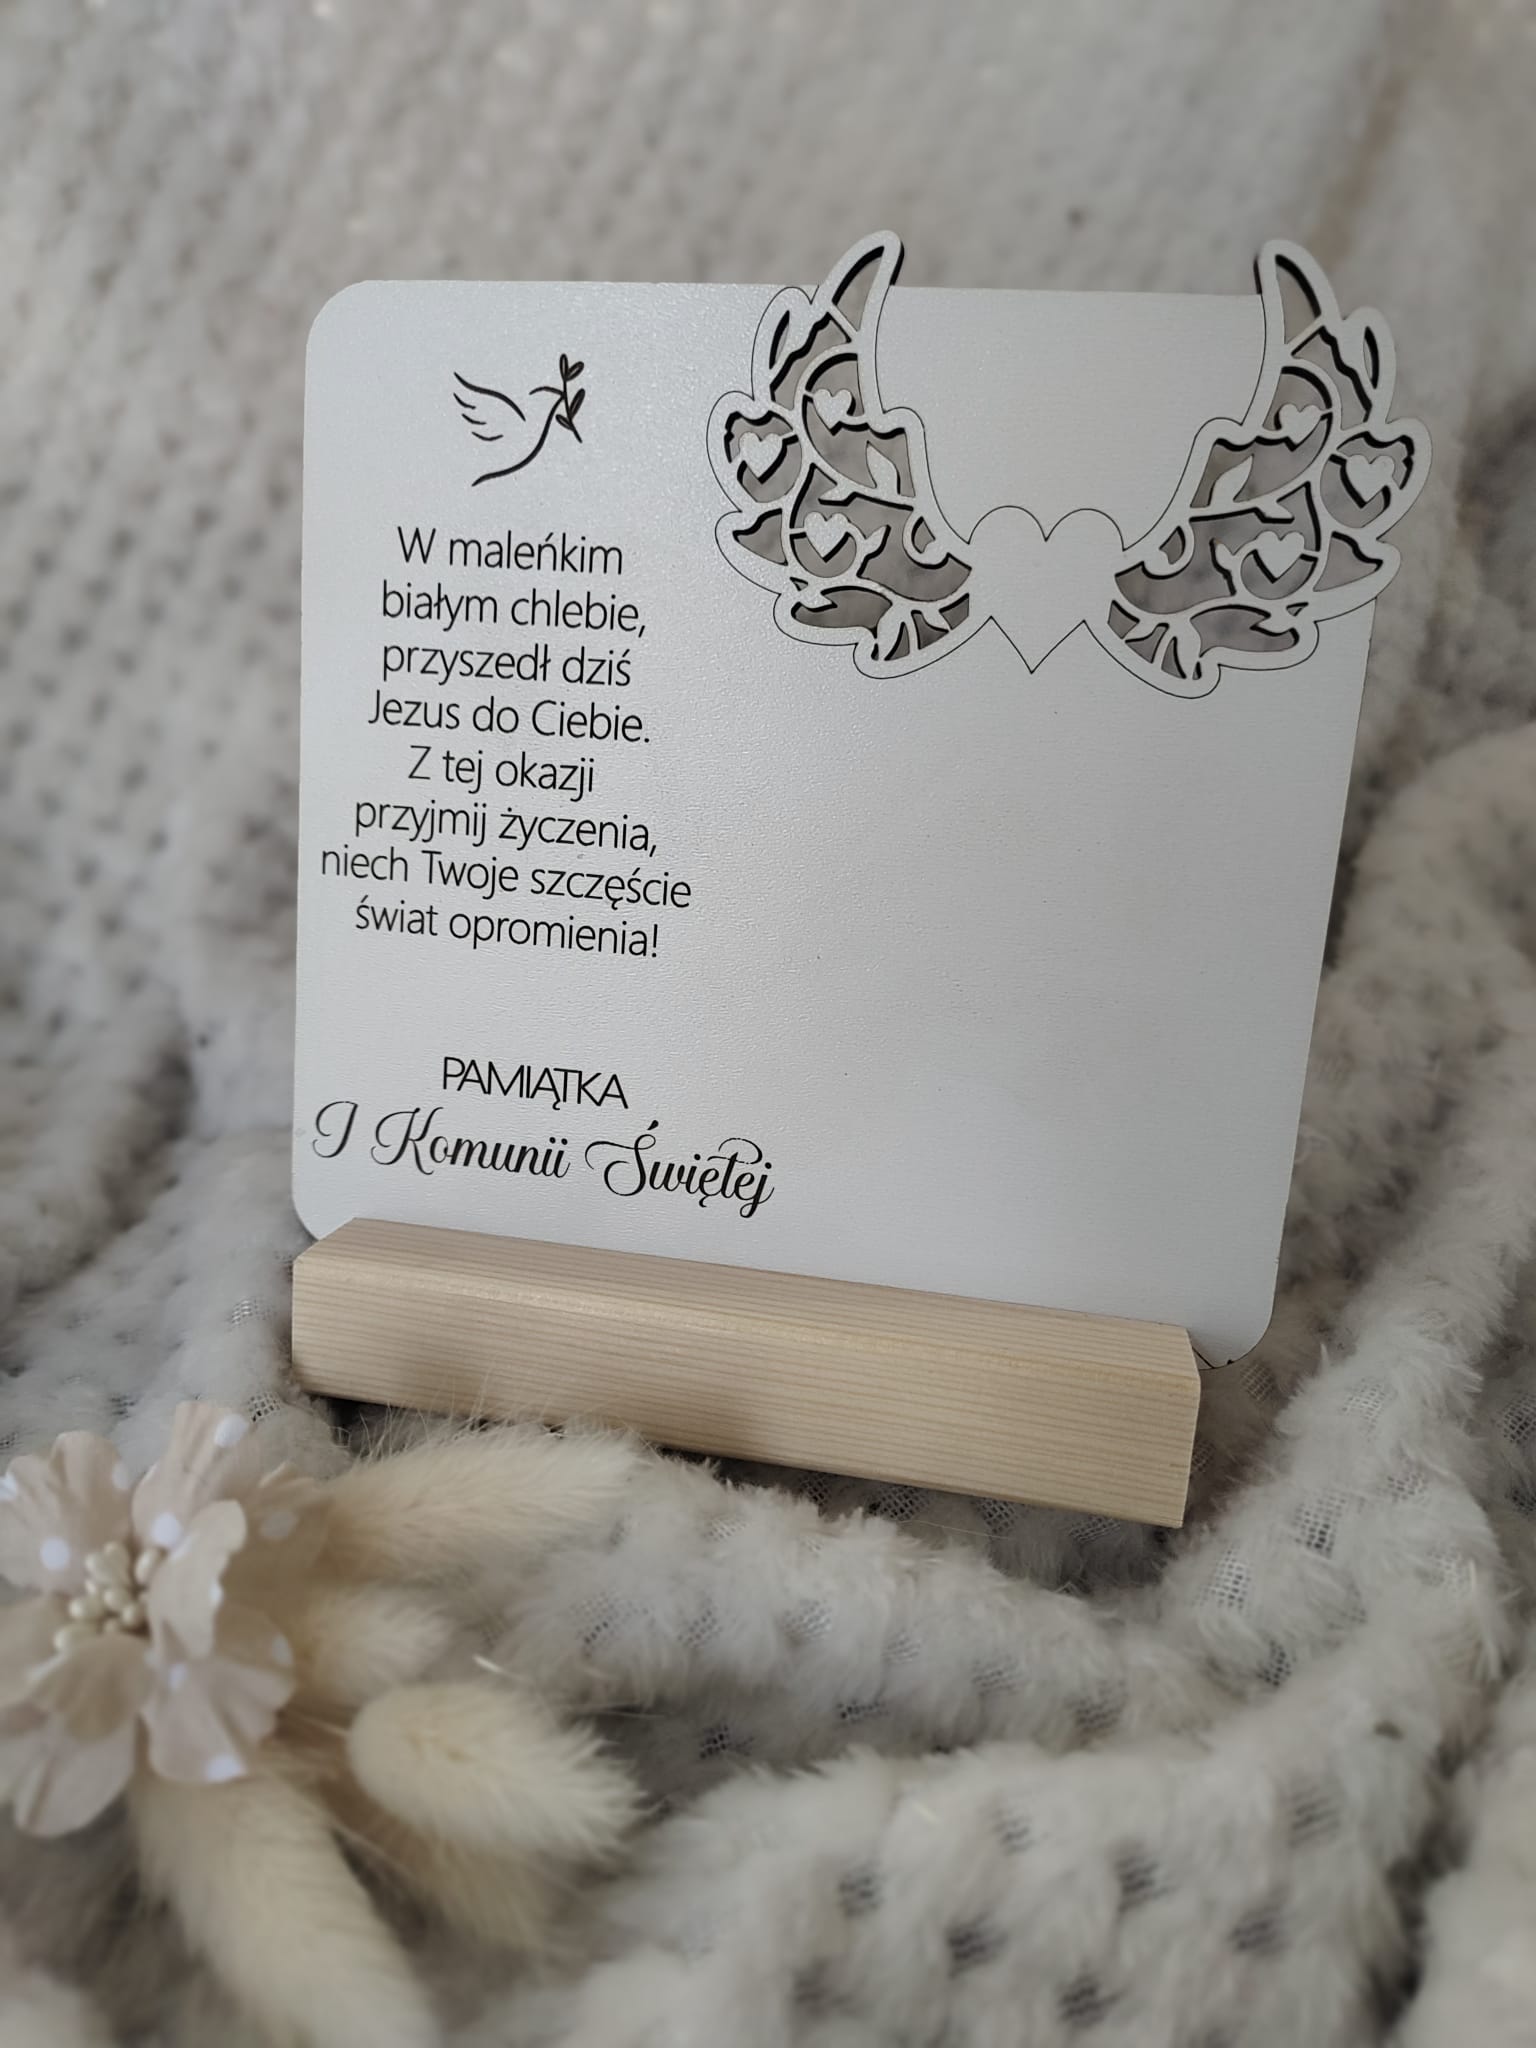 W maleńkim
białym chlebie,
przyszedł dziś
Jezus do Ciebie.
Z tej okazji
przyjmij życzenia,
niech Twoje szczęście
świat opromienia!
PAMIĄTKA
I Komunii Świętej